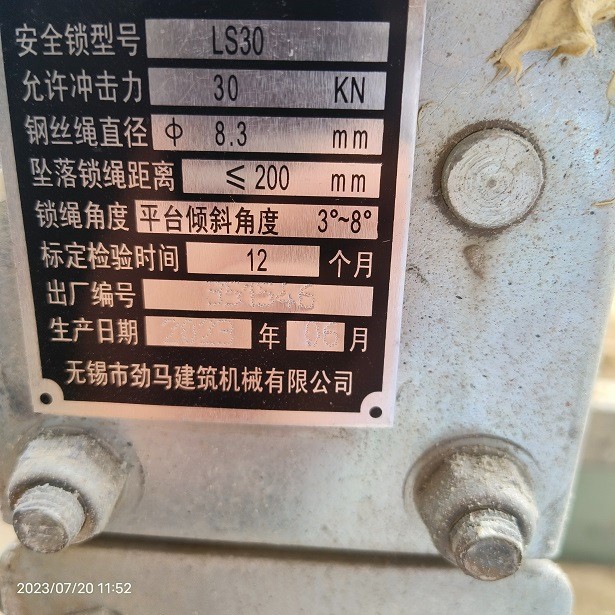 安全锁型号 LS30
允许冲击力 30 KN
钢丝绳直径 Φ 8.3 mm
坠落锁绳距离 ≤200 mm
锁绳角度 平台倾斜角度 3°~8°
标定检验时间 12 个月
出厂编号
生产日期 2023 年 06 月
无锡市劲马建筑机械有限公司
2023/07/20 11:52